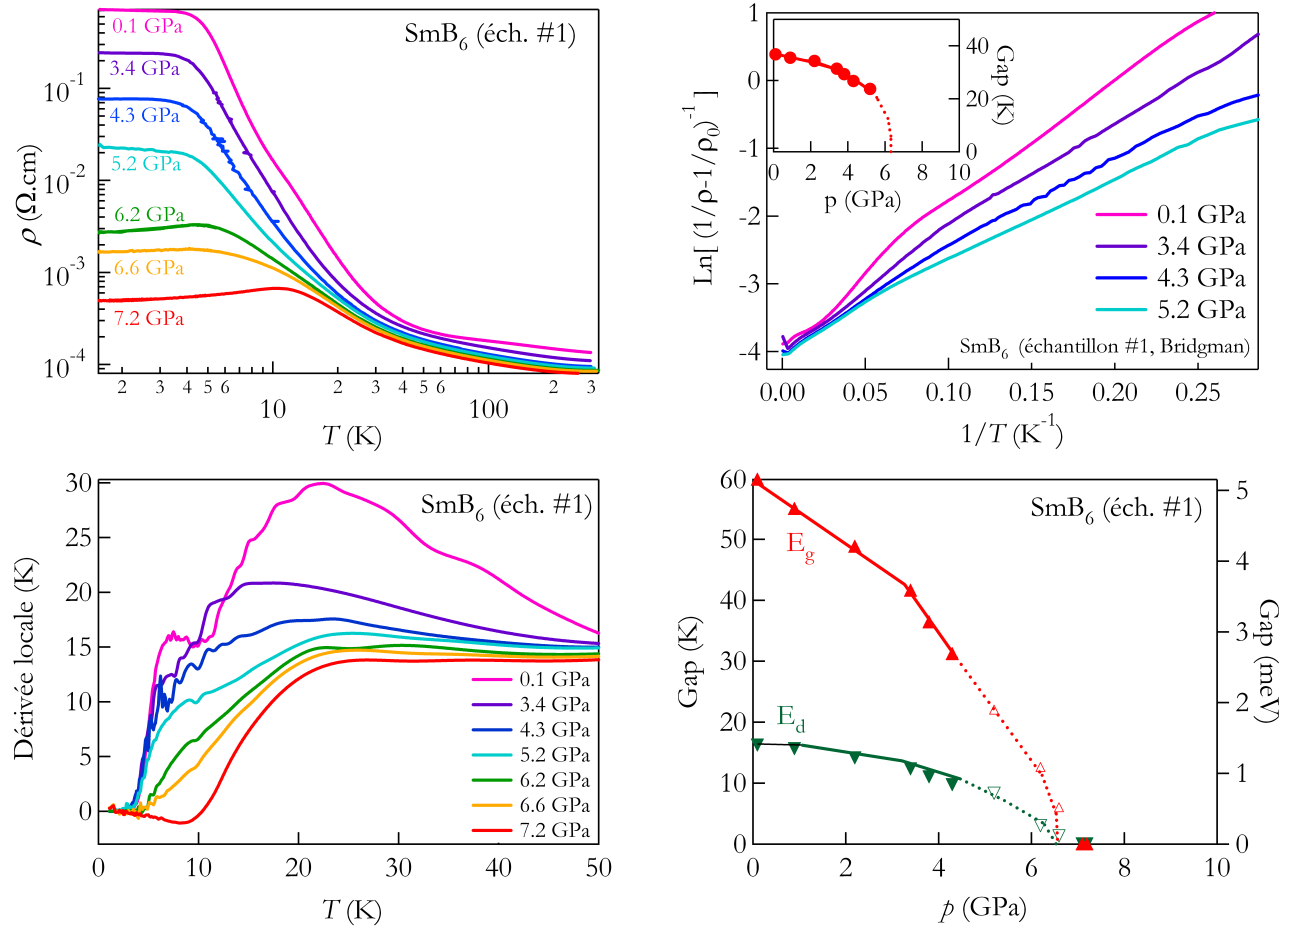 SmB6 (éch. #1)
0.1 GPa
3.4 GPa
4.3 GPa
5.2 GPa
6.2 GPa
6.6 GPa
7.2 GPa
10-1
10-2
10-3
10-4
ρ (Ω.cm)
2 3 4 5 6 2 3 4 5 6 2 3
10 100
T (K)
1
0
-1
-2
-3
-4
Ln[ (1/ρ-1/ρ0)-1 ]
40
20
0
Gap (K)
0 2 4 6 8 10
p (GPa)
0.1 GPa
3.4 GPa
4.3 GPa
5.2 GPa
SmB6 (échantillon #1, Bridgman)
0.00 0.05 0.10 0.15 0.20 0.25
1/T (K-1)
30
25
20
15
10
5
0
Dérivée locale (K)
SmB6 (éch. #1)
0.1 GPa
3.4 GPa
4.3 GPa
5.2 GPa
6.2 GPa
6.6 GPa
7.2 GPa
0 10 20 30 40 50
T (K)
60
50
40
30
20
10
0
Gap (K)
SmB6 (éch. #1)
Eg
Ed
5
4
3
2
1
0
Gap (meV)
0 2 4 6 8 10
p (GPa)